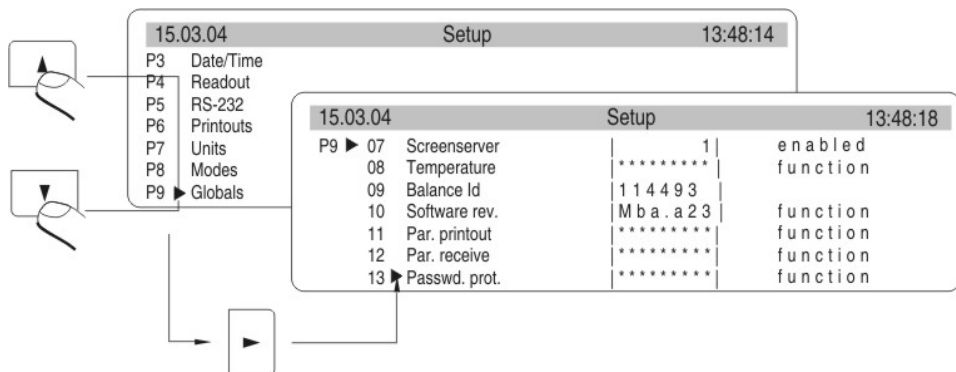 15.03.04 Setup 13:48:14
P3 Date/Time
P4 Readout
P5 RS-232
P6 Printouts
P7 Units
P8 Modes
P9 ▶ Globals
15.03.04 Setup 13:48:18
P9 ▶ 07 Screenserver | 1 | enabled
08 Temperature | * * * * * * * * * | function
09 Balance Id | 114493 |
10 Software rev. | Mba.a23 | function
11 Par. printout | * * * * * * * * * | function
12 Par. receive | * * * * * * * * * | function
13 ▶ Passwd. prot. | * * * * * * * * * | function